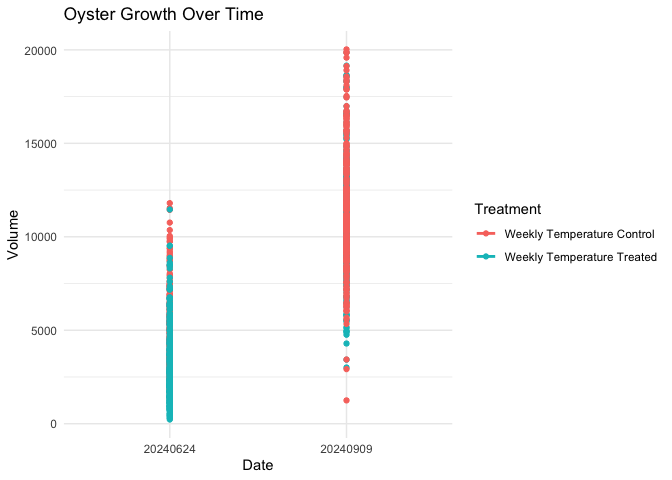 Oyster Growth Over Time
20000
15000
10000
5000
0
Volume
20240624
20240909
Date
Treatment
Weekly Temperature Control
Weekly Temperature Treated